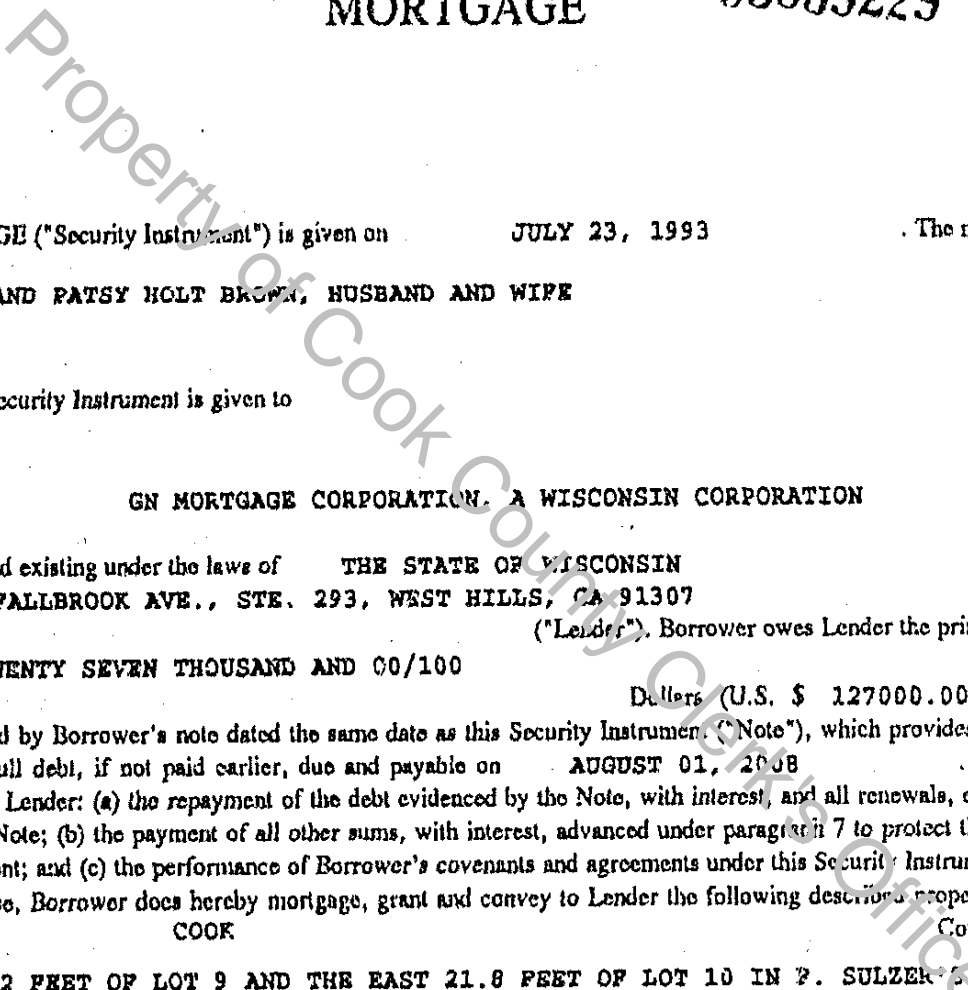 MORTGAGE
GE ("Security Instrument") is given on JULY 23, 1993 . The
AND PATSY HOLT BROWN, HUSBAND AND WIFE
Security Instrument is given to
GN MORTGAGE CORPORATION, A WISCONSIN CORPORATION
d existing under the laws of THE STATE OF WISCONSIN
FALLBROOK AVE., STE. 293, WEST HILLS, CA 91307
("Lender"). Borrower owes Lender the
SEVEN THOUSAND AND 00/100
Dollars (U.S. $ 127000.00
d by Borrower's note dated the same date as this Security Instrument ("Note"), which provides
full debt, if not paid earlier, due and payable on AUGUST 01, 2008 .
Lender: (a) the repayment of the debt evidenced by the Note, with interest, and all renewals,
Note; (b) the payment of all other sums, with interest, advanced under paragraph 7 to protect
nt; and (c) the performance of Borrower's covenants and agreements under this Security
Borrower does hereby mortgage, grant and convey to Lender the following described
COOK
2 FEET OF LOT 9 AND THE EAST 21.8 FEET OF LOT 10 IN P. SULZER'S
Property of Cook County Clerk's Office